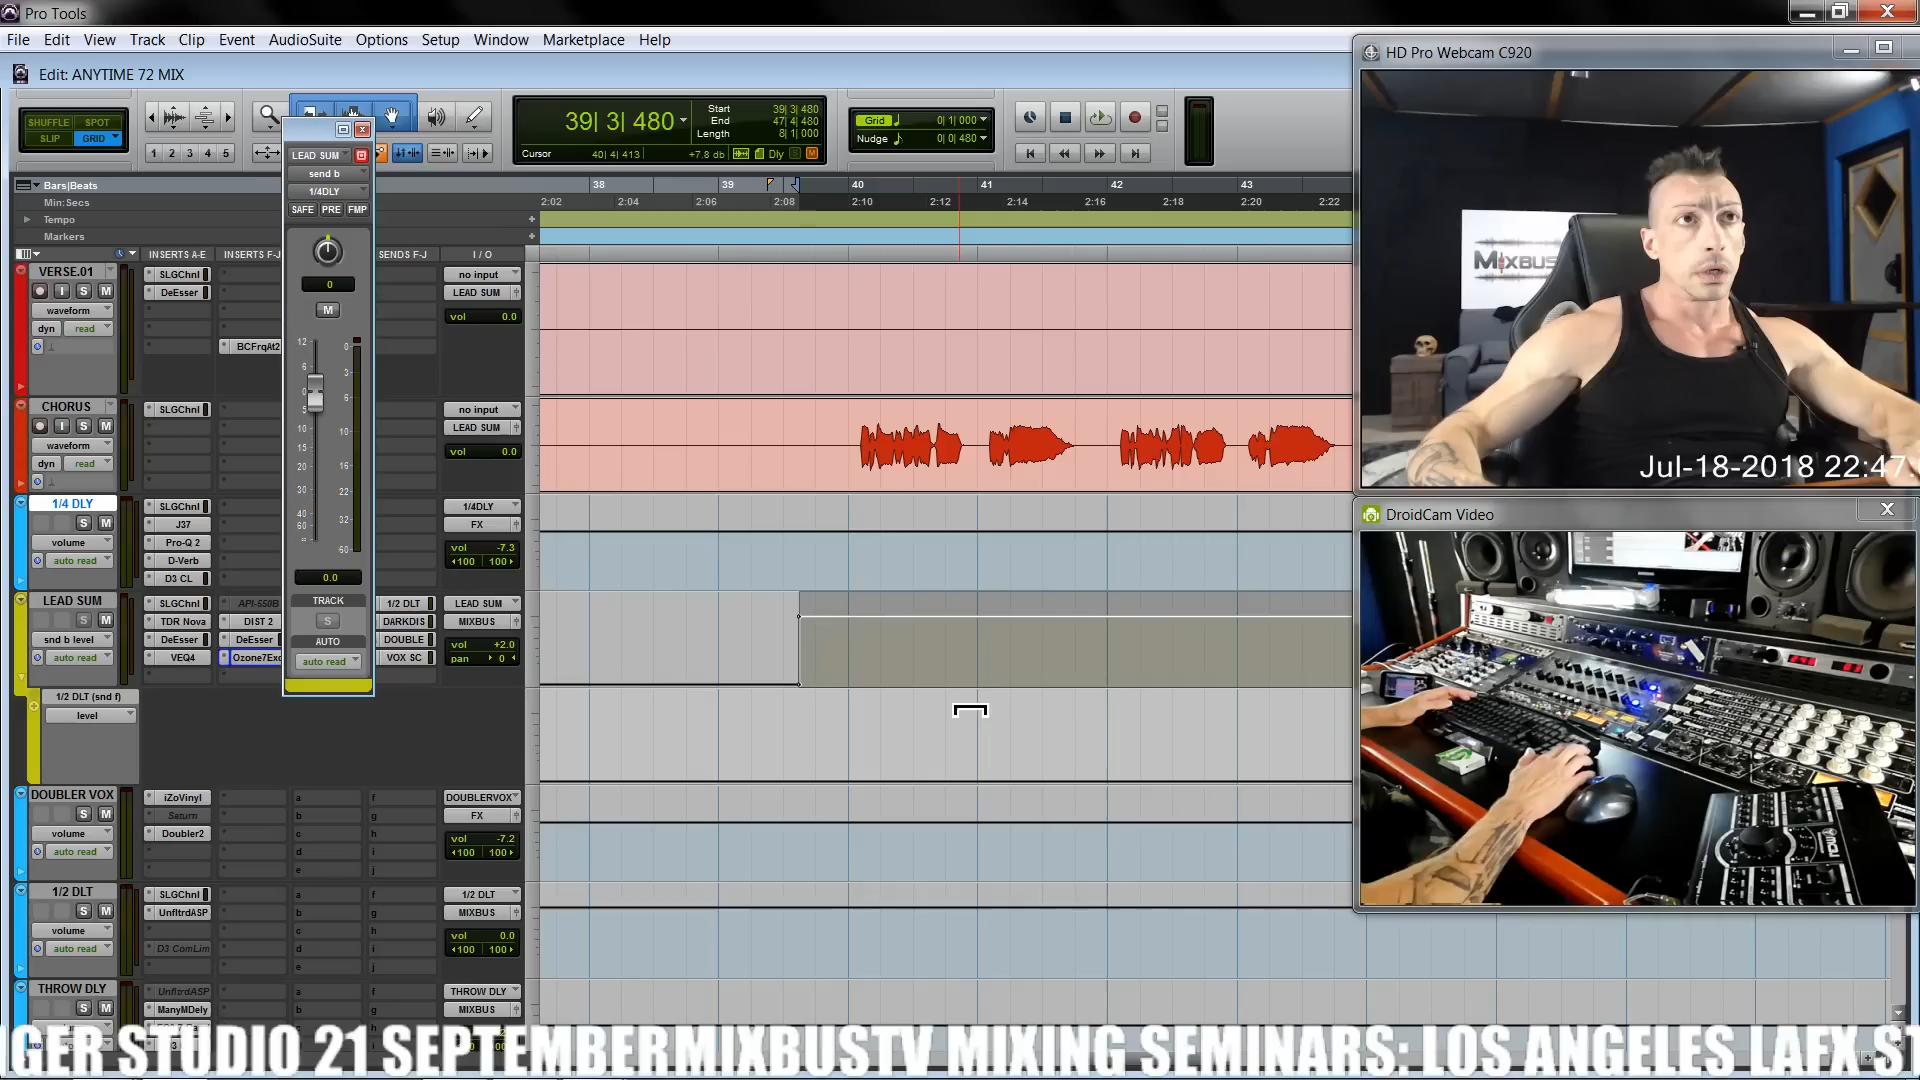 Pro Tools
File Edit View Track Clip Event AudioSuite Options Setup Window Marketplace Help
Edit: ANYTIME 72 MIX
HD Pro Webcam C920
SHUFFLE SPOT
SLIP GRID
1 2 3 4 5
39| 3| 480
Start 39| 3| 480
End 47| 4| 480
Length 8| 1| 000
Cursor 40| 4| 413 +7.8 db Dly S M
Grid 0| 1| 000
Nudge 0| 0| 480
Bars|Beats 38 39 40 41 42 43
Min:Secs 2:02 2:04 2:06 2:08 2:10 2:12 2:14 2:16 2:18 2:20 2:22
Tempo
Markers
INSERTS A-E INSERTS F-J SENDS F-J I / O
LEAD SUM
send b
1/4DLY
SAFE PRE FMP
0
M
0.0
TRACK
S
AUTO
auto read
VERSE.01 SLGChnl no input
I S M DeEsser LEAD SUM
waveform vol 0.0
dyn read
BCFrqAt2
CHORUS SLGChnl no input
I S M LEAD SUM
waveform vol 0.0
dyn read
1/4 DLY SLGChnl 1/4DLY
S M J37 FX
volume Pro-Q 2 vol -7.3
auto read D-Verb 100 100
D3 CL
LEAD SUM SLGChnl API-550B 1/2 DLT LEAD SUM
S M TDR Nova DIST 2 DARKDIS MIXBUS
snd b level DeEsser DeEsser DOUBLE vol +2.0
auto read VEQ4 Ozone7Exc VOX SC pan 0
1/2 DLT (snd f)
level
DOUBLER VOX iZoVinyl a f DOUBLERVOX
S M Saturn b g FX
volume Doubler2 c h vol -7.2
auto read d i 100 100
e j
1/2 DLT SLGChnl a f 1/2 DLT
S M UnfltrdASP b g MIXBUS
volume c h vol 0.0
auto read D3 ComLim d i 100 100
e j
THROW DLY UnfltrdASP a f THROW DLY
S M ManyMDely b g MIXBUS
MIXBUS
Jul-18-2018 22:47:
DroidCam Video
GER STUDIO 21 SEPTEMBERMIXBUSTV MIXING SEMINARS: LOS ANGELES LAFX ST